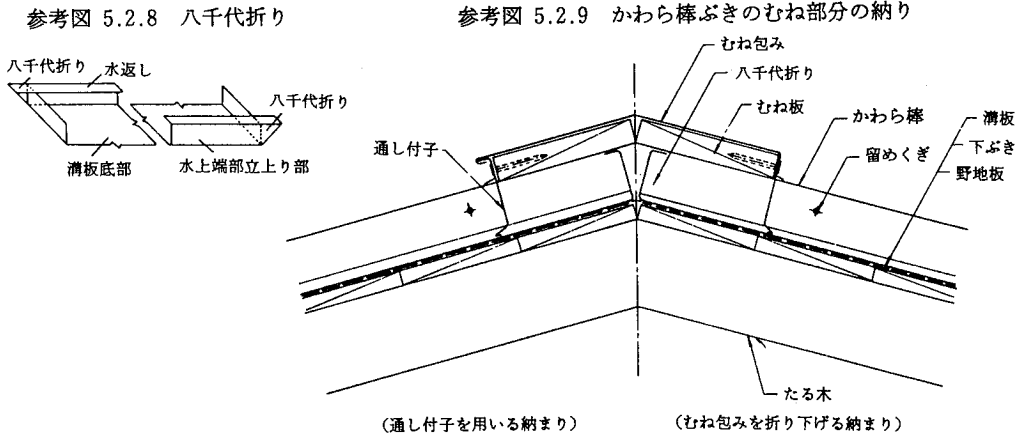 参考図 5.2.8 八千代折り
八千代折り
水返し
八千代折り
溝板底部
水上端部立上り部
参考図 5.2.9 かわら棒ぶきのむね部分の納り
むね包み
八千代折り
むね板
かわら棒
溝板
通し付子
留めくぎ
下ぶき
野地板
たる木
(通し付子を用いる納まり)
(むね包みを折り下げる納まり)